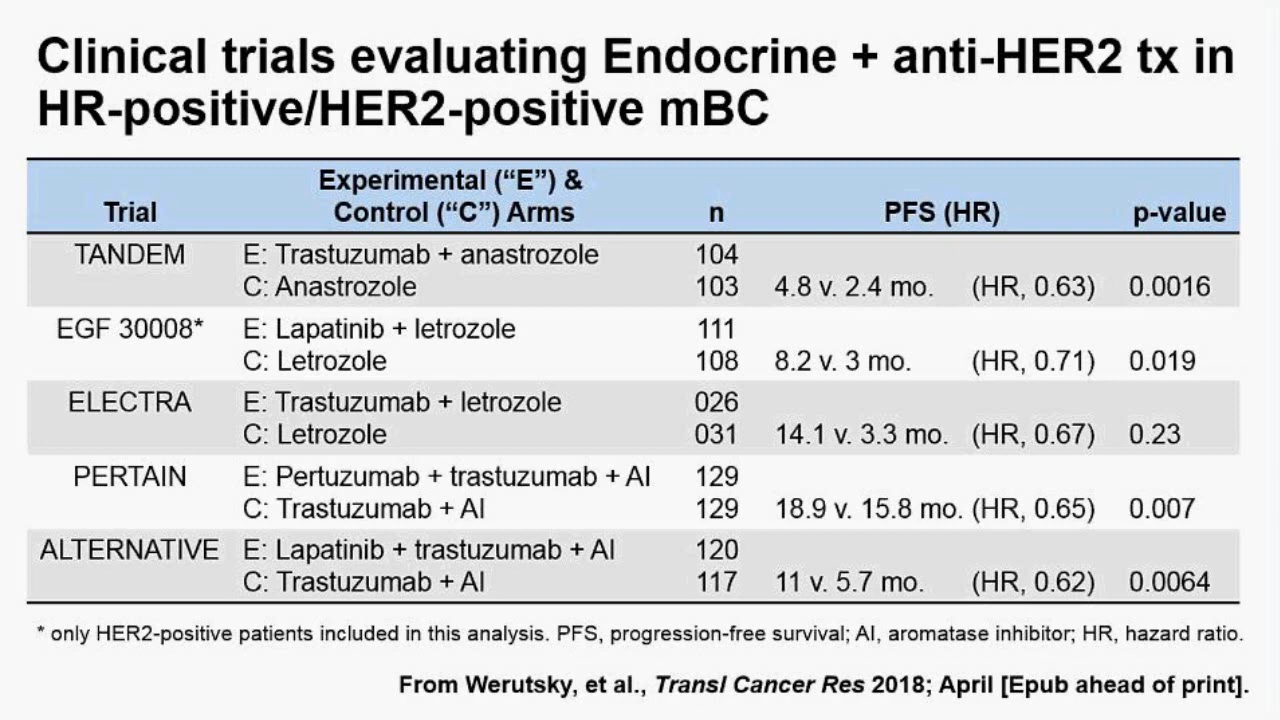 Clinical trials evaluating Endocrine + anti-HER2 tx in
HR-positive/HER2-positive mBC
Experimental (“E”) &
Trial Control (“C”) Arms n PFS (HR) p-value
TANDEM E: Trastuzumab + anastrozole 104
C: Anastrozole 103 4.8 v. 2.4 mo. (HR, 0.63) 0.0016
EGF 30008* E: Lapatinib + letrozole 111
C: Letrozole 108 8.2 v. 3 mo. (HR, 0.71) 0.019
ELECTRA E: Trastuzumab + letrozole 026
C: Letrozole 031 14.1 v. 3.3 mo. (HR, 0.67) 0.23
PERTAIN E: Pertuzumab + trastuzumab + AI 129
C: Trastuzumab + AI 129 18.9 v. 15.8 mo. (HR, 0.65) 0.007
ALTERNATIVE E: Lapatinib + trastuzumab + AI 120
C: Trastuzumab + AI 117 11 v. 5.7 mo. (HR, 0.62) 0.0064
* only HER2-positive patients included in this analysis. PFS, progression-free survival; AI, aromatase inhibitor; HR, hazard ratio.
From Werutsky, et al., Transl Cancer Res 2018; April [Epub ahead of print].